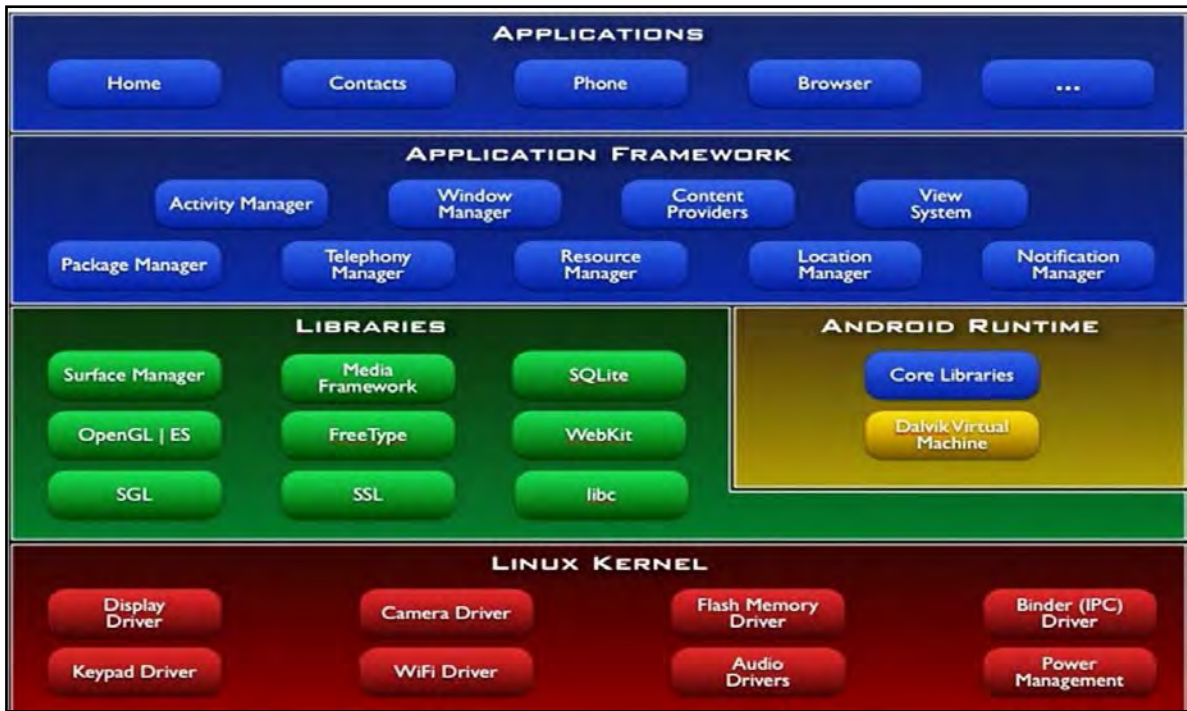 APPLICATIONS
Home
Contacts
Phone
Browser
...
APPLICATION FRAMEWORK
Activity Manager
Window
Manager
Content
Providers
View
System
Package Manager
Telephony
Manager
Resource
Manager
Location
Manager
Notification
Manager
LIBRARIES
Surface Manager
Media
Framework
SQLite
OpenGL | ES
FreeType
WebKit
SGL
SSL
libc
ANDROID RUNTIME
Core Libraries
Dalvik Virtual
Machine
LINUX KERNEL
Display
Driver
Camera Driver
Flash Memory
Driver
Binder (IPC)
Driver
Keypad Driver
WiFi Driver
Audio
Drivers
Power
Management